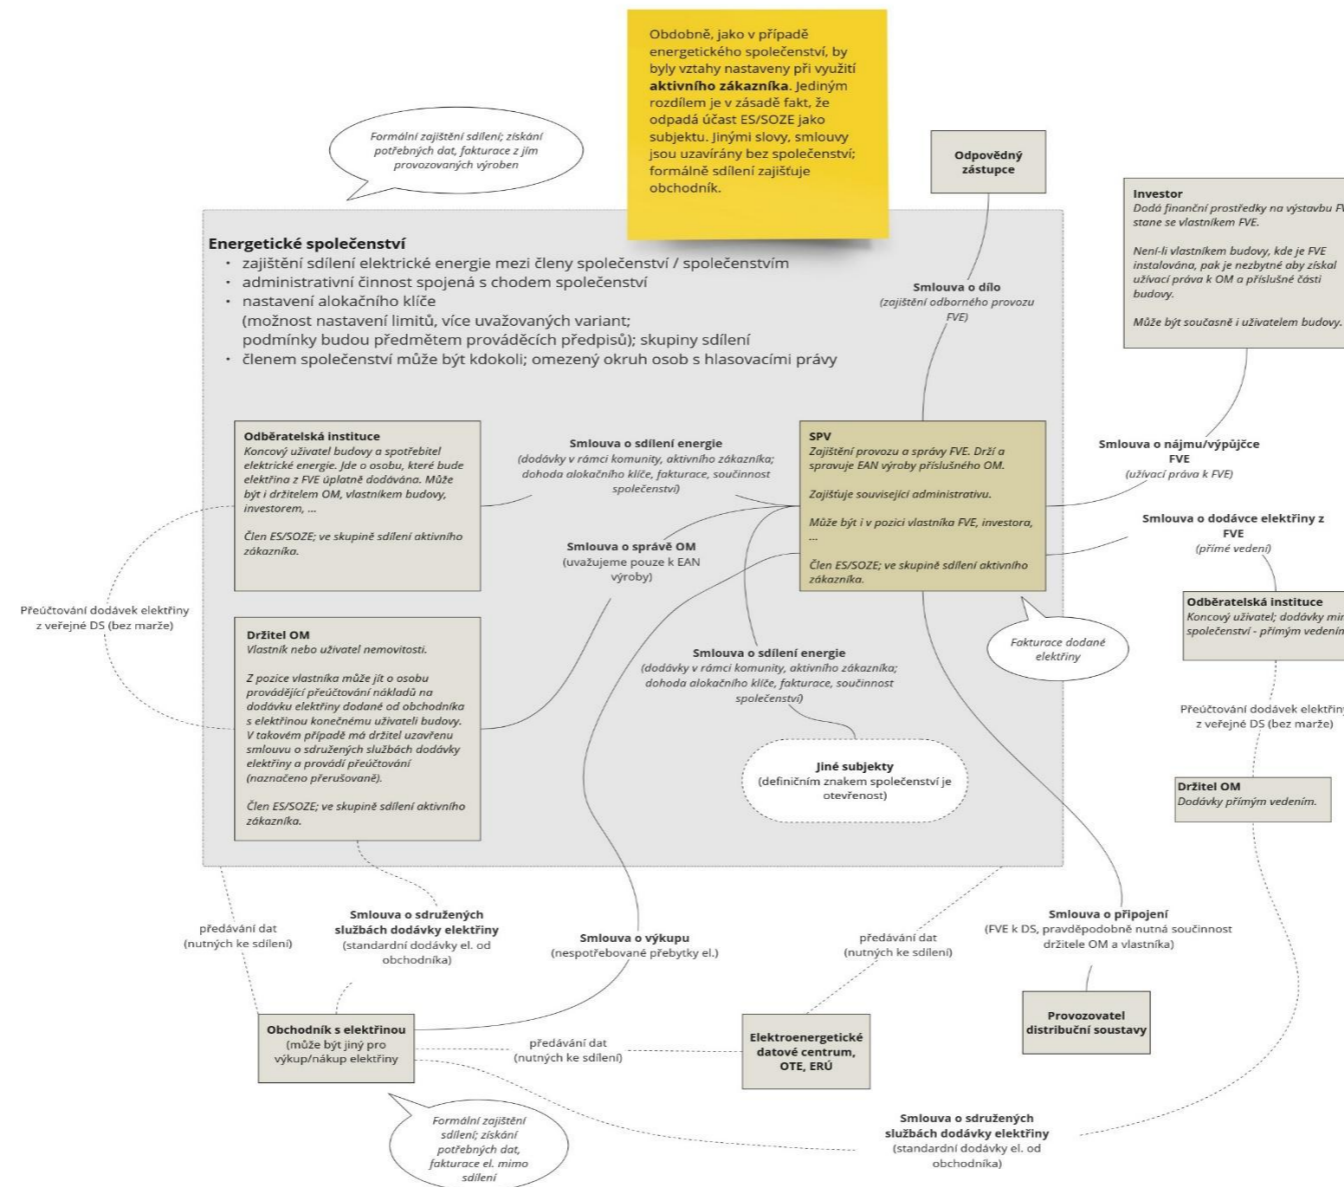 Obdobně, jako v případě
energetického společenství, by
byly vztahy nastaveny při využití
aktivního zákazníka. Jediným
rozdílem je v zásadě fakt, že
odpadá účast ES/SOZE jako
subjektu. Jinými slovy, smlouvy
jsou uzavírány bez společenství;
formálně sdílení zajišťuje
obchodník.
Formální zajištění sdílení; získání
potřebných dat, fakturace z jím
provozovaných výroben
Odpovědný
zástupce
Investor
Dodá finanční prostředky na výstavbu
stane se vlastníkem FVE.
Není-li vlastníkem budovy, kde je FVE
instalována, pak je nezbytné aby získal
užívací práva k OM a příslušné části
budovy.
Může být současně i uživatelem budovy.
Energetické společenství
• zajištění sdílení elektrické energie mezi členy společenství / společenstvím
• administrativní činnost spojená s chodem společenství
• nastavení alokačního klíče
(možnost nastavení limitů, více uvažovaných variant;
podmínky budou předmětem prováděcích předpisů); skupiny sdílení
• členem společenství může být kdokoli; omezený okruh osob s hlasovacími právy
Smlouva o dílo
(zajištění odborného provozu
FVE)
Odběratelská instituce
Koncový uživatel budovy a spotřebitel
elektrické energie. Jde o osobu, které bude
elektřina z FVE úplatně dodávána. Může
být i držitelem OM, vlastníkem budovy,
investorem, ...
Člen ES/SOZE; ve skupině sdílení aktivního
zákazníka.
Smlouva o sdílení energie
(dodávky v rámci komunity, aktivního zákazníka;
dohoda alokačního klíče, fakturace, součinnost
společenství)
SPV
Zajištění provozu a správy FVE. Drží a
spravuje EAN výroby příslušného OM.
Zajišťuje související administrativu.
Může být i v pozici vlastníka FVE, investora,
...
Člen ES/SOZE; ve skupině sdílení aktivního
zákazníka.
Smlouva o nájmu/výpůjčce
FVE
(užívací práva k FVE)
Smlouva o dodávce elektřiny z
FVE
(přímé vedení)
Smlouva o správě OM
(uvažujeme pouze k EAN
výroby)
Přeúčtování dodávek elektřiny
z veřejné DS (bez marže)
Držitel OM
Vlastník nebo uživatel nemovitosti.
Z pozice vlastníka může jít o osobu
provádějící přeúčtování nákladů na
dodávku elektřiny dodané od obchodníka
s elektřinou konečnému uživateli budovy.
V takovém případě má držitel uzavřenu
smlouvu o sdružených službách dodávky
elektřiny a provádí přeúčtování
(naznačeno přerušovaně).
Člen ES/SOZE; ve skupině sdílení aktivního
zákazníka.
Smlouva o sdílení energie
(dodávky v rámci komunity, aktivního zákazníka;
dohoda alokačního klíče, fakturace, součinnost
společenství)
Fakturace dodané
elektřiny
Odběratelská instituce
Koncový uživatel; dodávky
společenství - přímým vedením
Přeúčtování dodávek elektřiny
z veřejné DS (bez marže)
Jiné subjekty
(definičním znakem společenství je
otevřenost)
Držitel OM
Dodávky přímým vedením.
předávání dat
(nutných ke sdílení)
Smlouva o sdružených
službách dodávky elektřiny
(standardní dodávky el. od
obchodníka)
Smlouva o výkupu
(nespotřebované přebytky el.)
předávání dat
(nutných ke sdílení)
Smlouva o připojení
(FVE k DS, pravděpodobně nutná součinnost
držitele OM a vlastníka)
Obchodník s elektřinou
(může být jiný pro
výkup/nákup elektřiny
předávání dat
(nutných ke sdílení)
Elektroenergetické
datové centrum,
OTE, ERÚ
Provozovatel
distribuční soustavy
Formální zajištění
sdílení; získání
potřebných dat,
fakturace el. mimo
sdílení
Smlouva o sdružených
službách dodávky elektřiny
(standardní dodávky el. od
obchodníka)